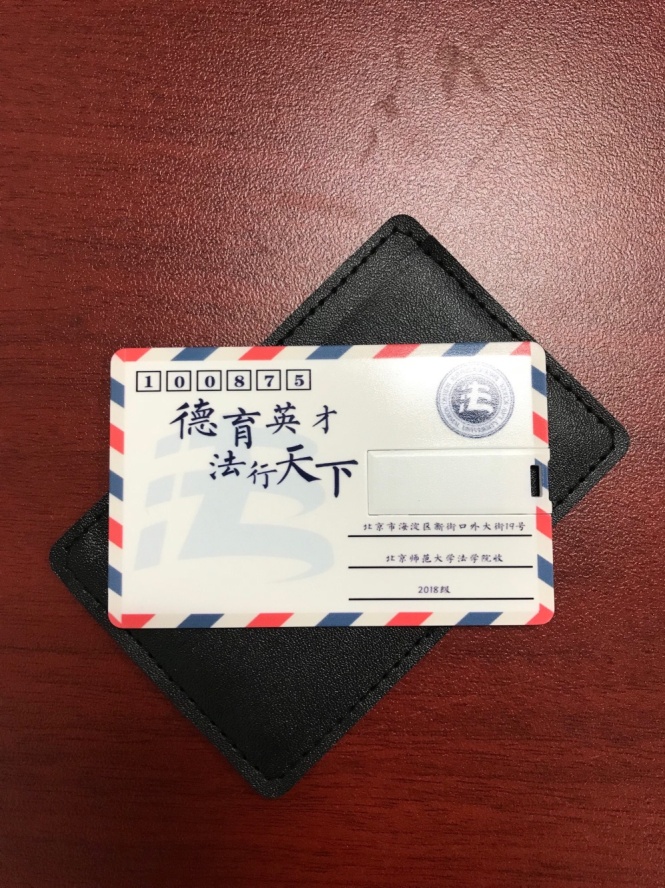 100875
德育英才
法行天下
法
北京市海淀区新街口外大街19号
北京师范大学法学院收
2018级